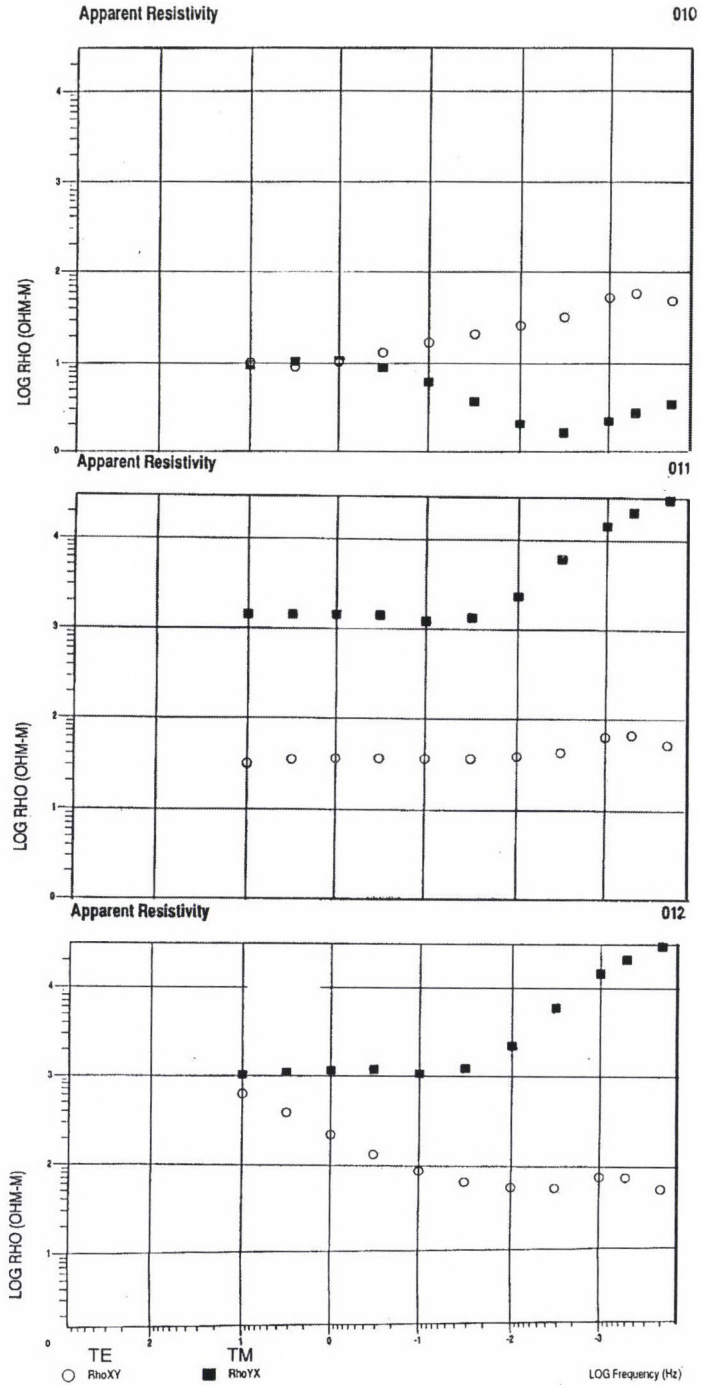 Apparent Resistivity 010
4
3
2
1
0
LOG RHO (OHM-M)
Apparent Resistivity 011
4
3
2
1
0
LOG RHO (OHM-M)
Apparent Resistivity 012
4
3
2
1
LOG RHO (OHM-M)
0 2 1 0 -1 -2 -3
TE TM
RhoXY RhoYX LOG Frequency (Hz)